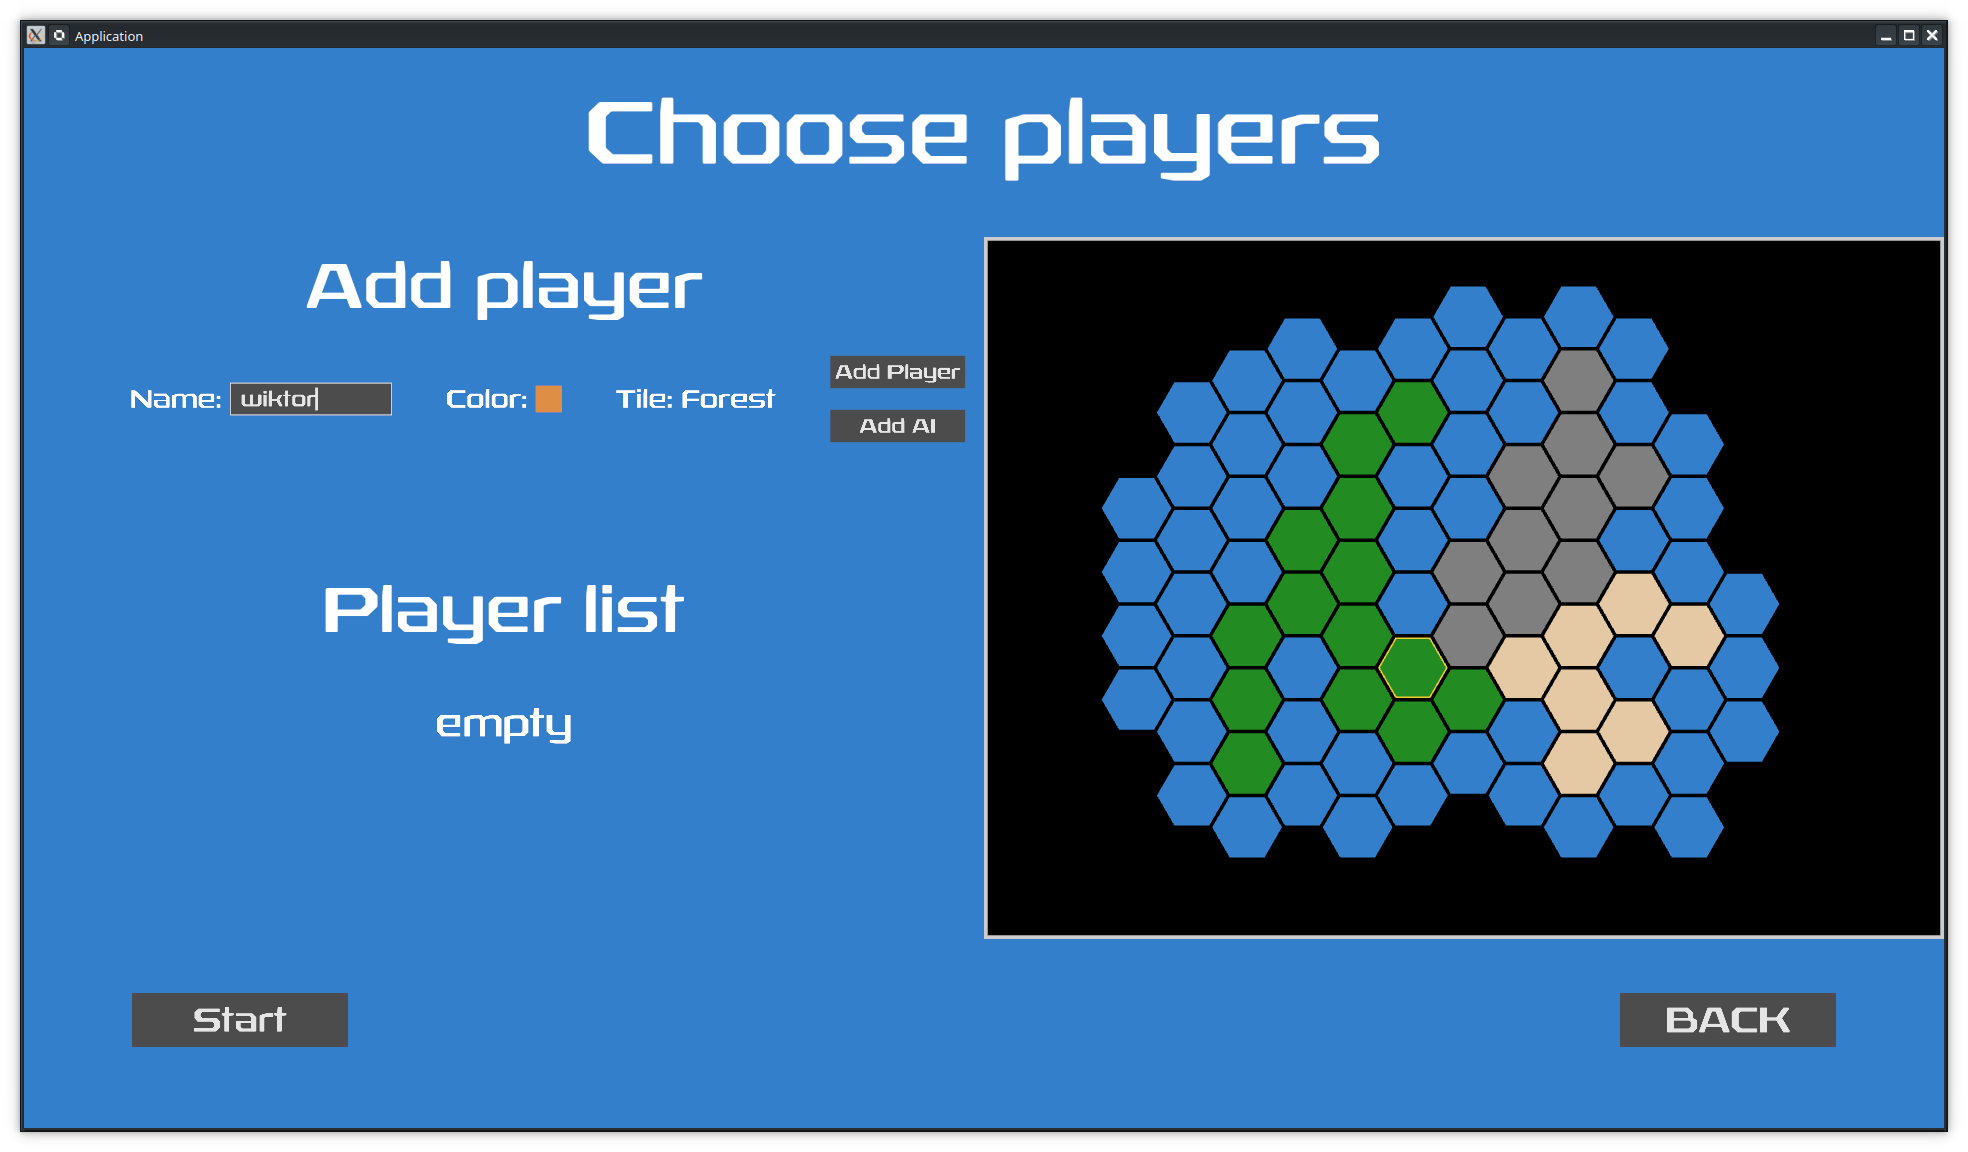 Application
Choose players
Add player
Name: wiktor
Color:
Tile: Forest
Add Player
Add AI
Player list
empty
Start
BACK